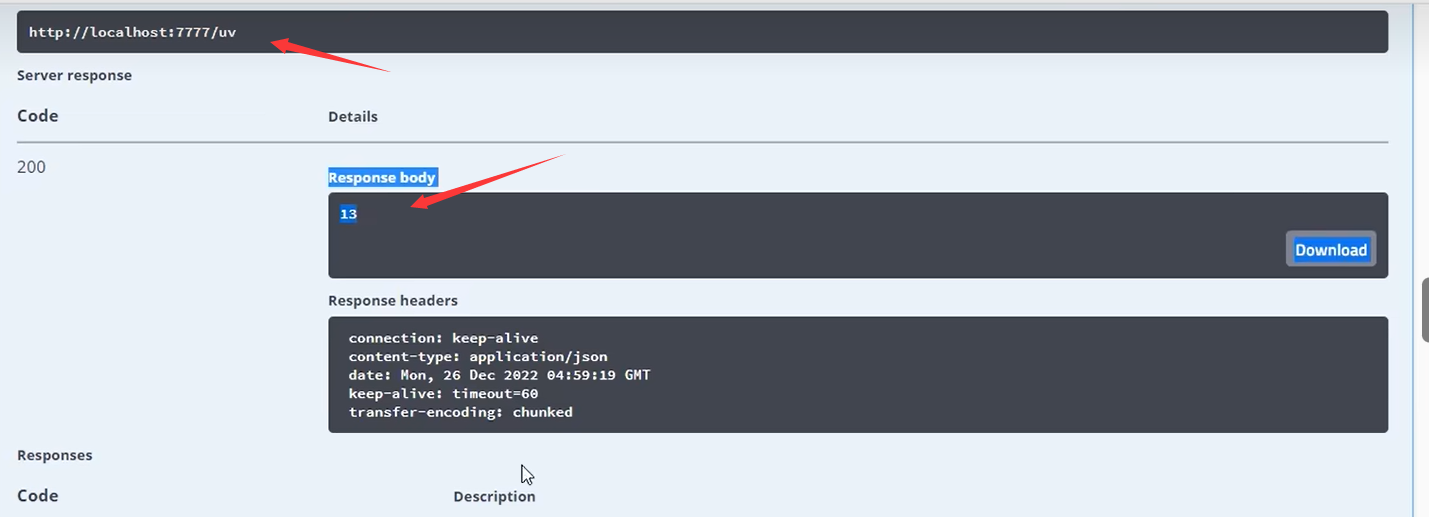 http://localhost:7777/uv
Server response
Code Details
200
Response body
13
Download
Response headers
connection: keep-alive
content-type: application/json
date: Mon, 26 Dec 2022 04:59:19 GMT
keep-alive: timeout=60
transfer-encoding: chunked
Responses
Code Description